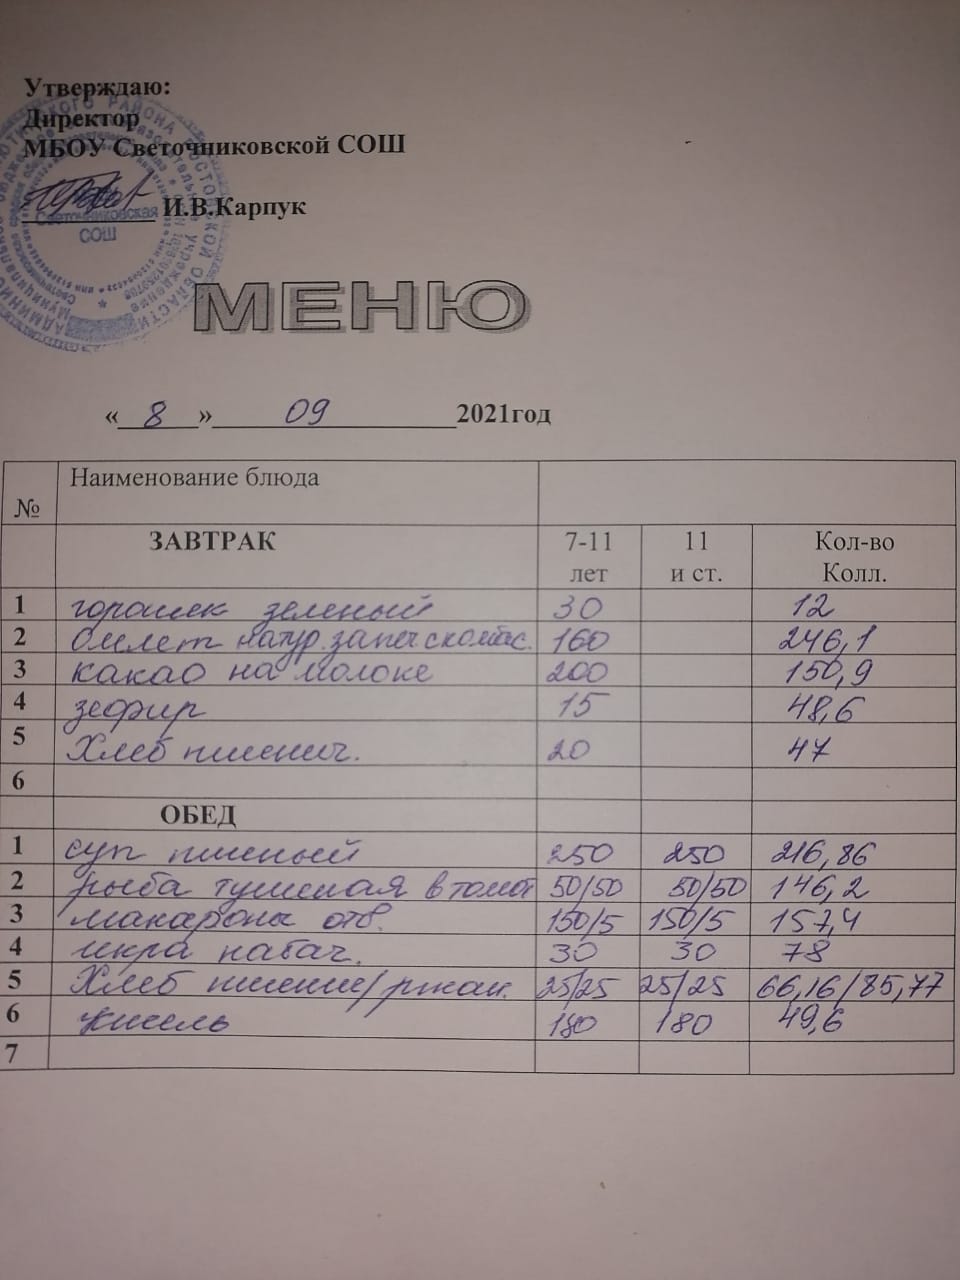 Утверждаю:
Директор
МБОУ Светочниковской СОШ
И.В.Карпук
Светочниковская
СОШ
МЕНЮ
« 8 » 09 2021год
№ Наименование блюда
ЗАВТРАК 7-11 лет 11 и ст. Кол-во Колл.
1 горошек зеленый 30 12
2 Омлет натур. запеч с колбас. 160 246,1
3 какао на молоке 200 150,9
4 зефир 15 48,6
5 Хлеб пшенич. 20 47
6
ОБЕД
1 суп пшеный 250 250 216,86
2 рыба тушеная в томат 50/50 50/50 146,2
3 макароны отв. 150/5 150/5 157,4
4 икра кабач. 30 30 78
5 Хлеб пшенич/ржан. 25/25 25/25 66,16/85,77
6 кисель 180 180 49,6
7